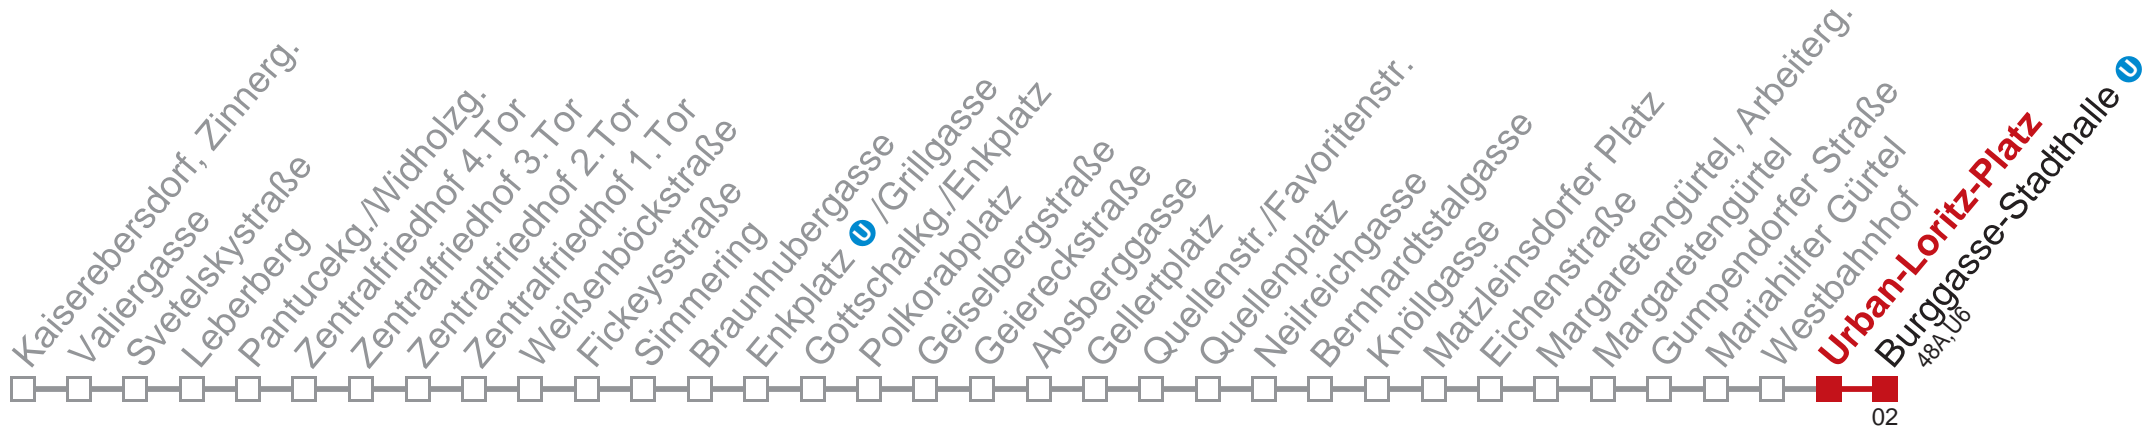 Kaiserebersdorf, Zinnerg.
Valiergasse
Svetelskystraße
Leberberg
Pantucekg./Widholzg.
Zentralfriedhof 4. Tor
Zentralfriedhof 3. Tor
Zentralfriedhof 2. Tor
Zentralfriedhof 1. Tor
Weißenböckstraße
Fickeysstraße
Simmering
Braunhubergasse
Enkplatz U /Grillgasse
Gottschalkg./Enkplatz
Polkorabplatz
Geiselbergstraße
Geiereckstraße
Absberggasse
Gellertplatz
Quellenstr./Favoritenstr.
Quellenplatz
Neilreichgasse
Bernhardtstalgasse
Knöllgasse
Matzleinsdorfer Platz
Eichenstraße
Margaretengürtel, Arbeiterg.
Margaretengürtel
Gumpendorfer Straße
Mariahilfer Gürtel
Westbahnhof
Urban-Loritz-Platz
Burggasse-Stadthalle U
48A,U6
02